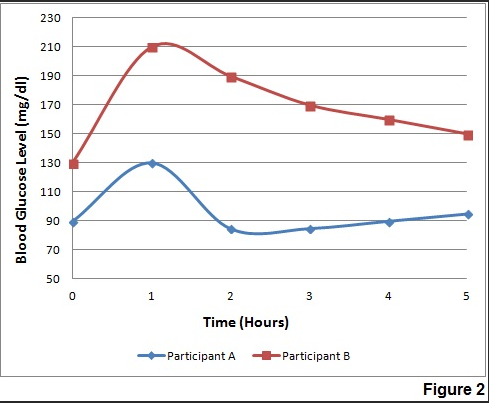 230
210
190
170
150
130
110
90
70
50
Blood Glucose Level (mg/dl)
0 1 2 3 4 5
Time (Hours)
Participant A Participant B
Figure 2